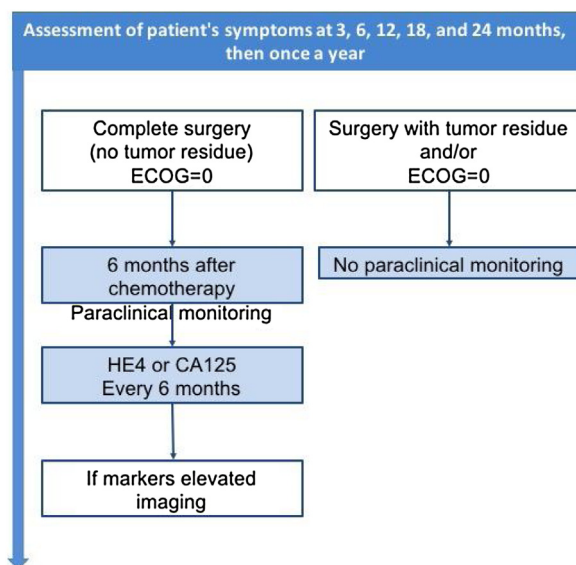 Assessment of patient's symptoms at 3, 6, 12, 18, and 24 months,
then once a year
Complete surgery
(no tumor residue)
ECOG=0
Surgery with tumor residue
and/or
ECOG=0
6 months after
chemotherapy
Paraclinical monitoring
No paraclinical monitoring
HE4 or CA125
Every 6 months
If markers elevated
imaging